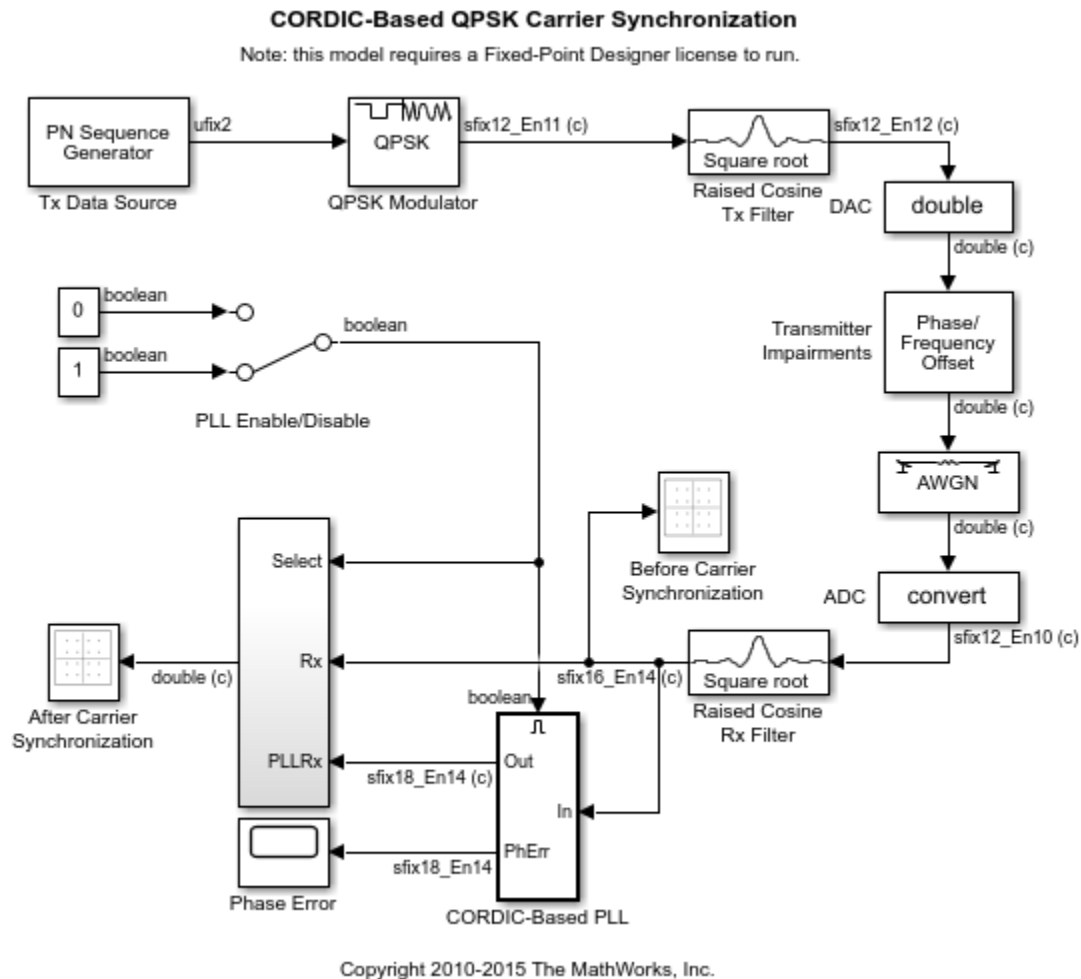 CORDIC-Based QPSK Carrier Synchronization
Note: this model requires a Fixed-Point Designer license to run.
PN Sequence
Generator
ufix2
Tx Data Source
QPSK
sfix12_En11 (c)
QPSK Modulator
Square root
sfix12_En12 (c)
Raised Cosine
Tx Filter
DAC
double
double (c)
0
boolean
1
boolean
boolean
PLL Enable/Disable
Transmitter
Impairments
Phase/
Frequency
Offset
double (c)
AWGN
double (c)
ADC
convert
sfix12_En10 (c)
Before Carrier
Synchronization
Square root
Raised Cosine
Rx Filter
sfix16_En14 (c)
Select
Rx
PLLRx
double (c)
After Carrier
Synchronization
boolean
Out
In
PhErr
sfix18_En14 (c)
sfix18_En14
Phase Error
CORDIC-Based PLL
Copyright 2010-2015 The MathWorks, Inc.